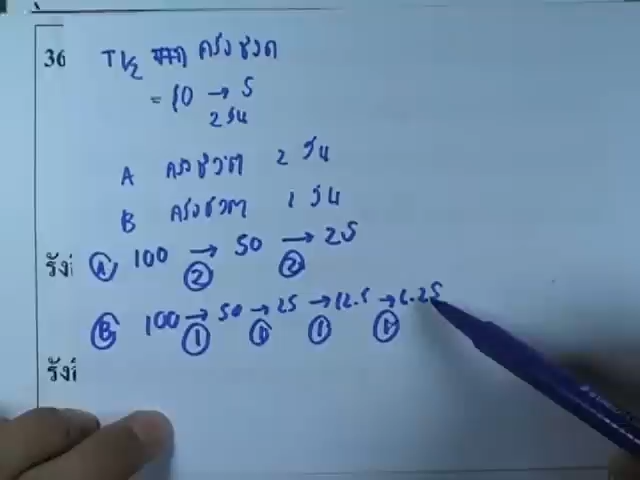 36
T½ ครึ่งชีวิต
= 10 → 5
2 วัน
A ครึ่งชีวิต 2 วัน
B ครึ่งชีวิต 1 วัน
รังสี
A 100 → 50 → 25
2 2
B 100 → 50 → 25 → 12.5 → 6.25
1 1 1 1
รังสี